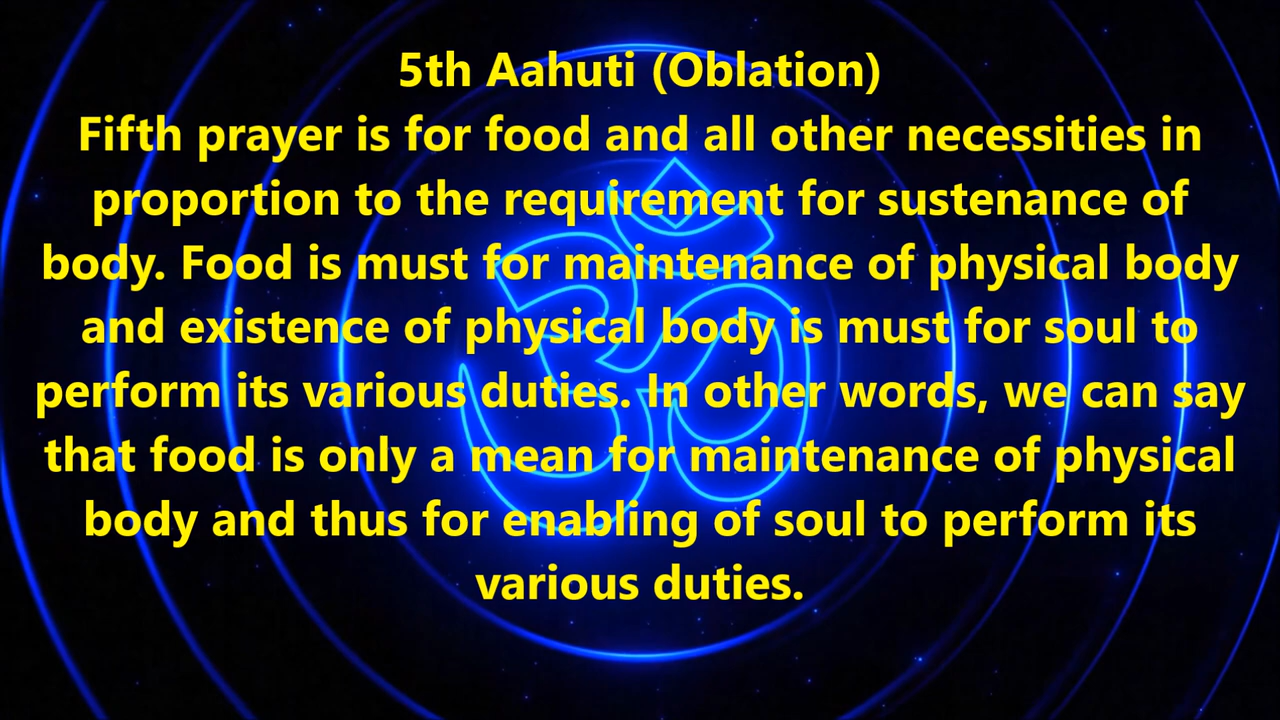 5th Aahuti (Oblation)
Fifth prayer is for food and all other necessities in
proportion to the requirement for sustenance of
body. Food is must for maintenance of physical body
and existence of physical body is must for soul to
perform its various duties. In other words, we can say
that food is only a mean for maintenance of physical
body and thus for enabling of soul to perform its
various duties.
ॐ